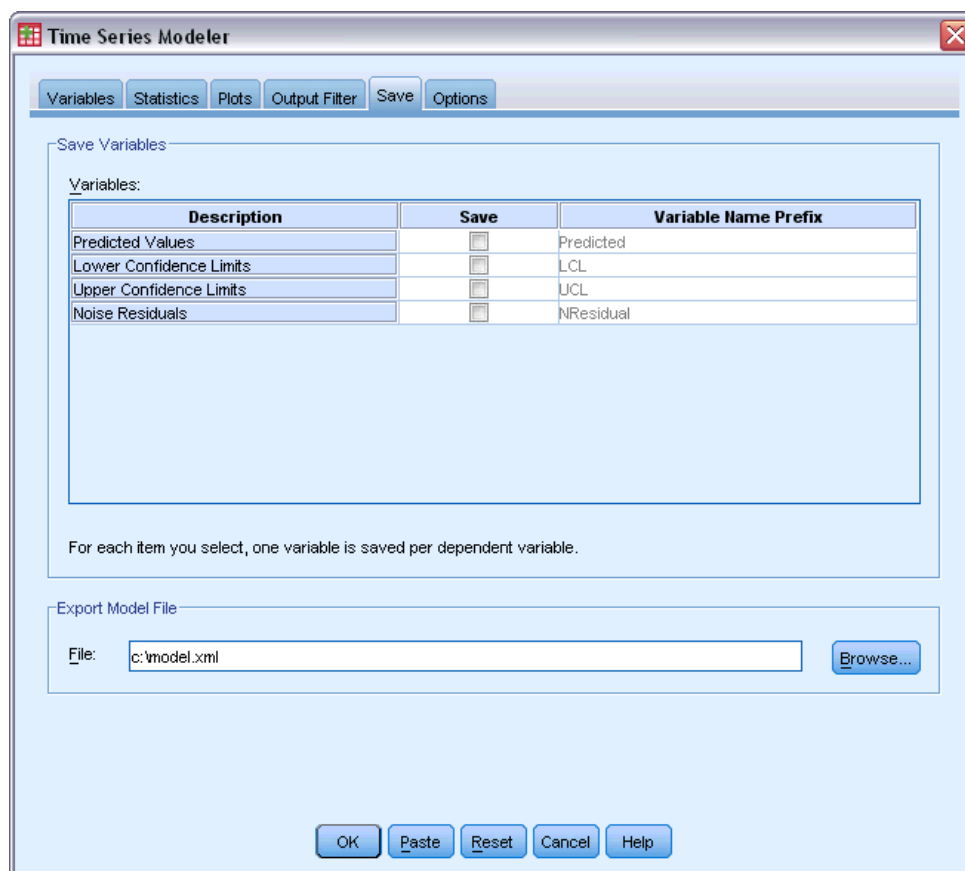 Time Series Modeler
Variables Statistics Plots Output Filter Save Options
Save Variables
Variables:
Description Save Variable Name Prefix
Predicted Values Predicted
Lower Confidence Limits LCL
Upper Confidence Limits UCL
Noise Residuals NResidual
For each item you select, one variable is saved per dependent variable.
Export Model File
File: c:\model.xml Browse...
OK Paste Reset Cancel Help